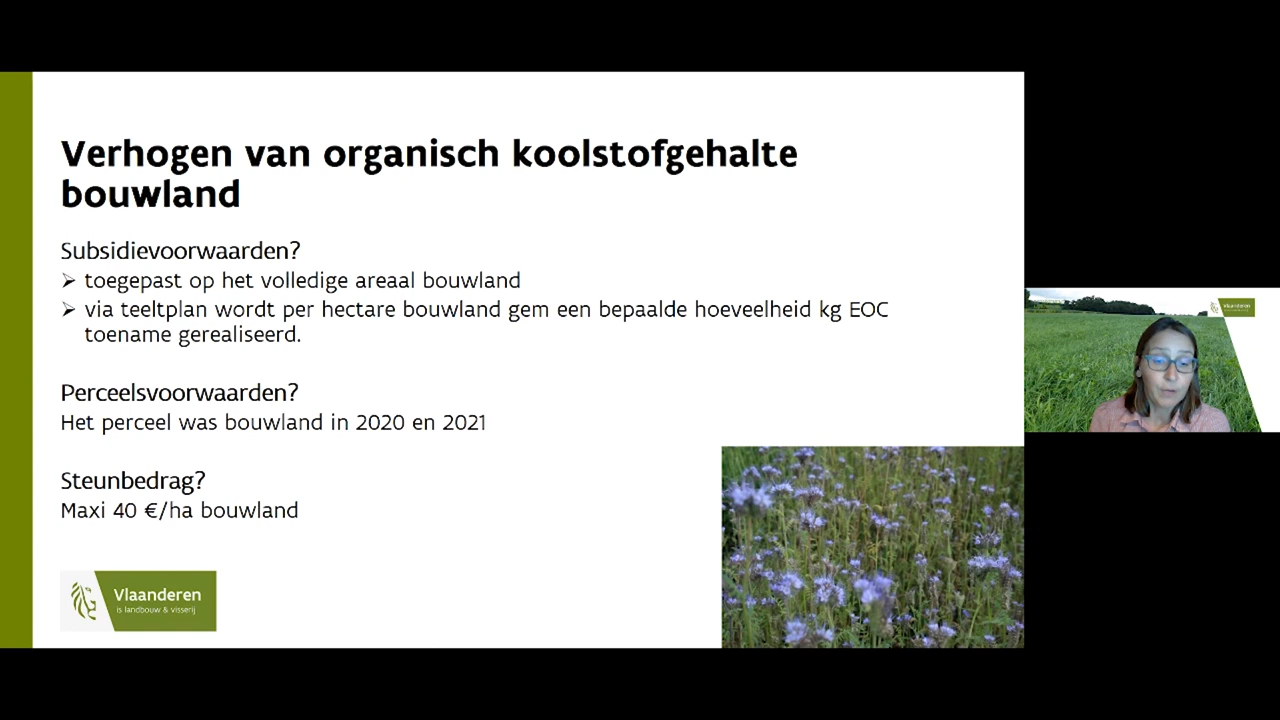 Verhogen van organisch koolstofgehalte
bouwland
Subsidievoorwaarden?
➢ toegepast op het volledige areaal bouwland
➢ via teeltplan wordt per hectare bouwland gem een bepaalde hoeveelheid kg EOC
toename gerealiseerd.
Perceelsvoorwaarden?
Het perceel was bouwland in 2020 en 2021
Steunbedrag?
Maxi 40 €/ha bouwland
Vlaanderen
is landbouw & visserij
Vlaanderen